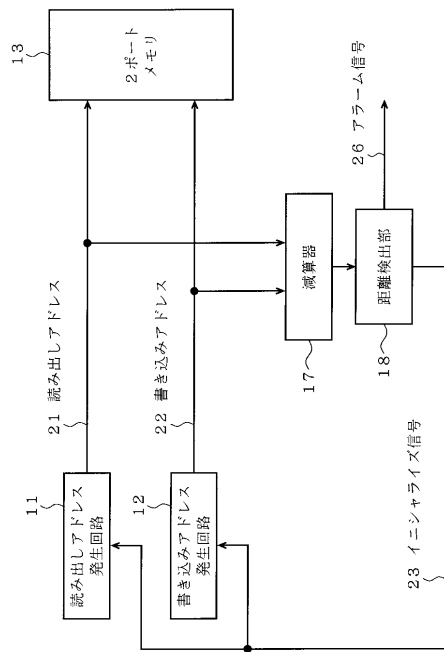 11
読み出しアドレス
発生回路
21 読み出しアドレス
13
2ポート
メモリ
12
書き込みアドレス
発生回路
22 書き込みアドレス
減算器
17
26 アラーム信号
距離検出部
18
23 イニシャライズ信号